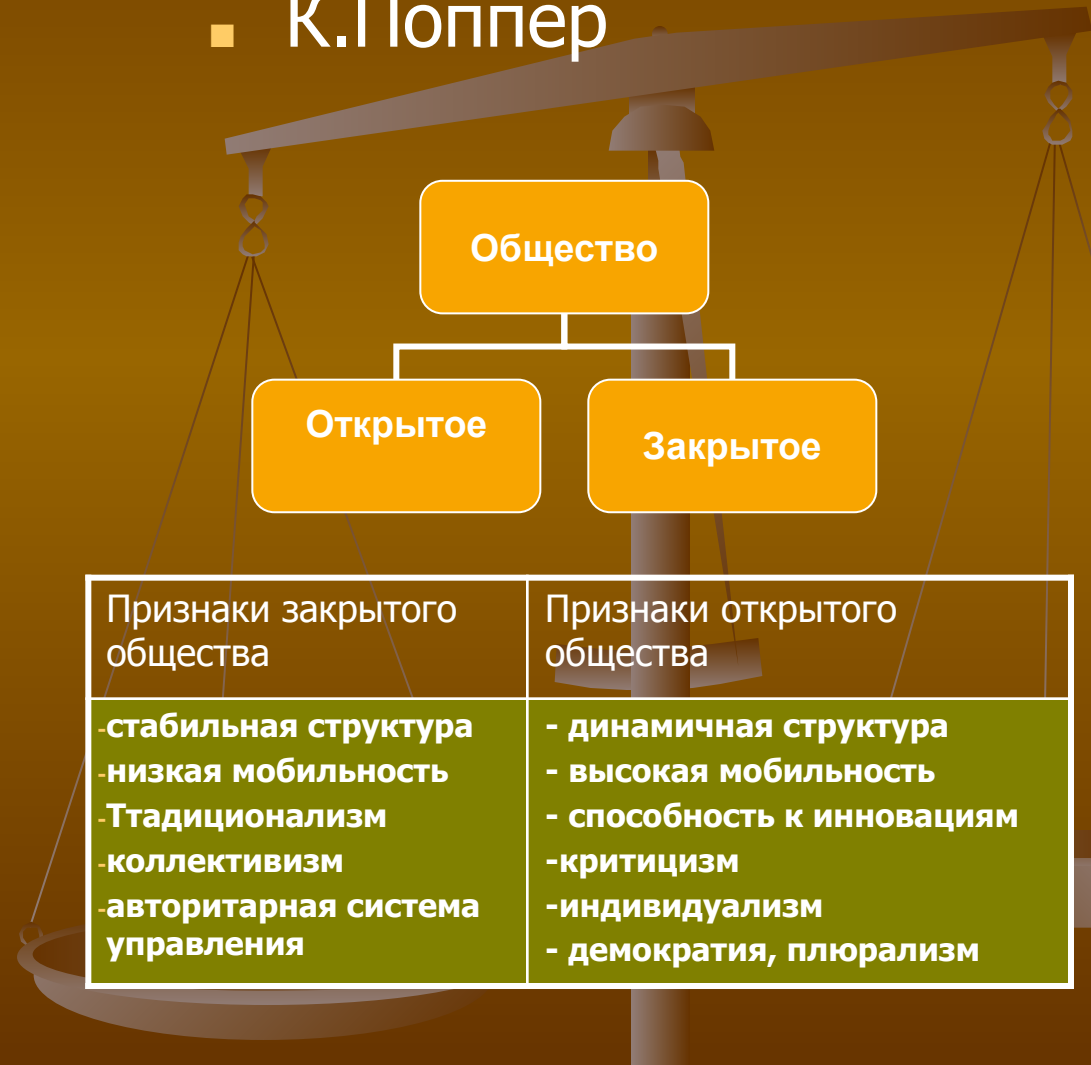 К.Поппер
Общество
Открытое
Закрытое
Признаки закрытого
общества
-стабильная структура
-низкая мобильность
-Ттадиционализм
-коллективизм
-авторитарная система
управления
Признаки открытого
общества
- динамичная структура
- высокая мобильность
- способность к инновациям
-критицизм
-индивидуализм
- демократия, плюрализм